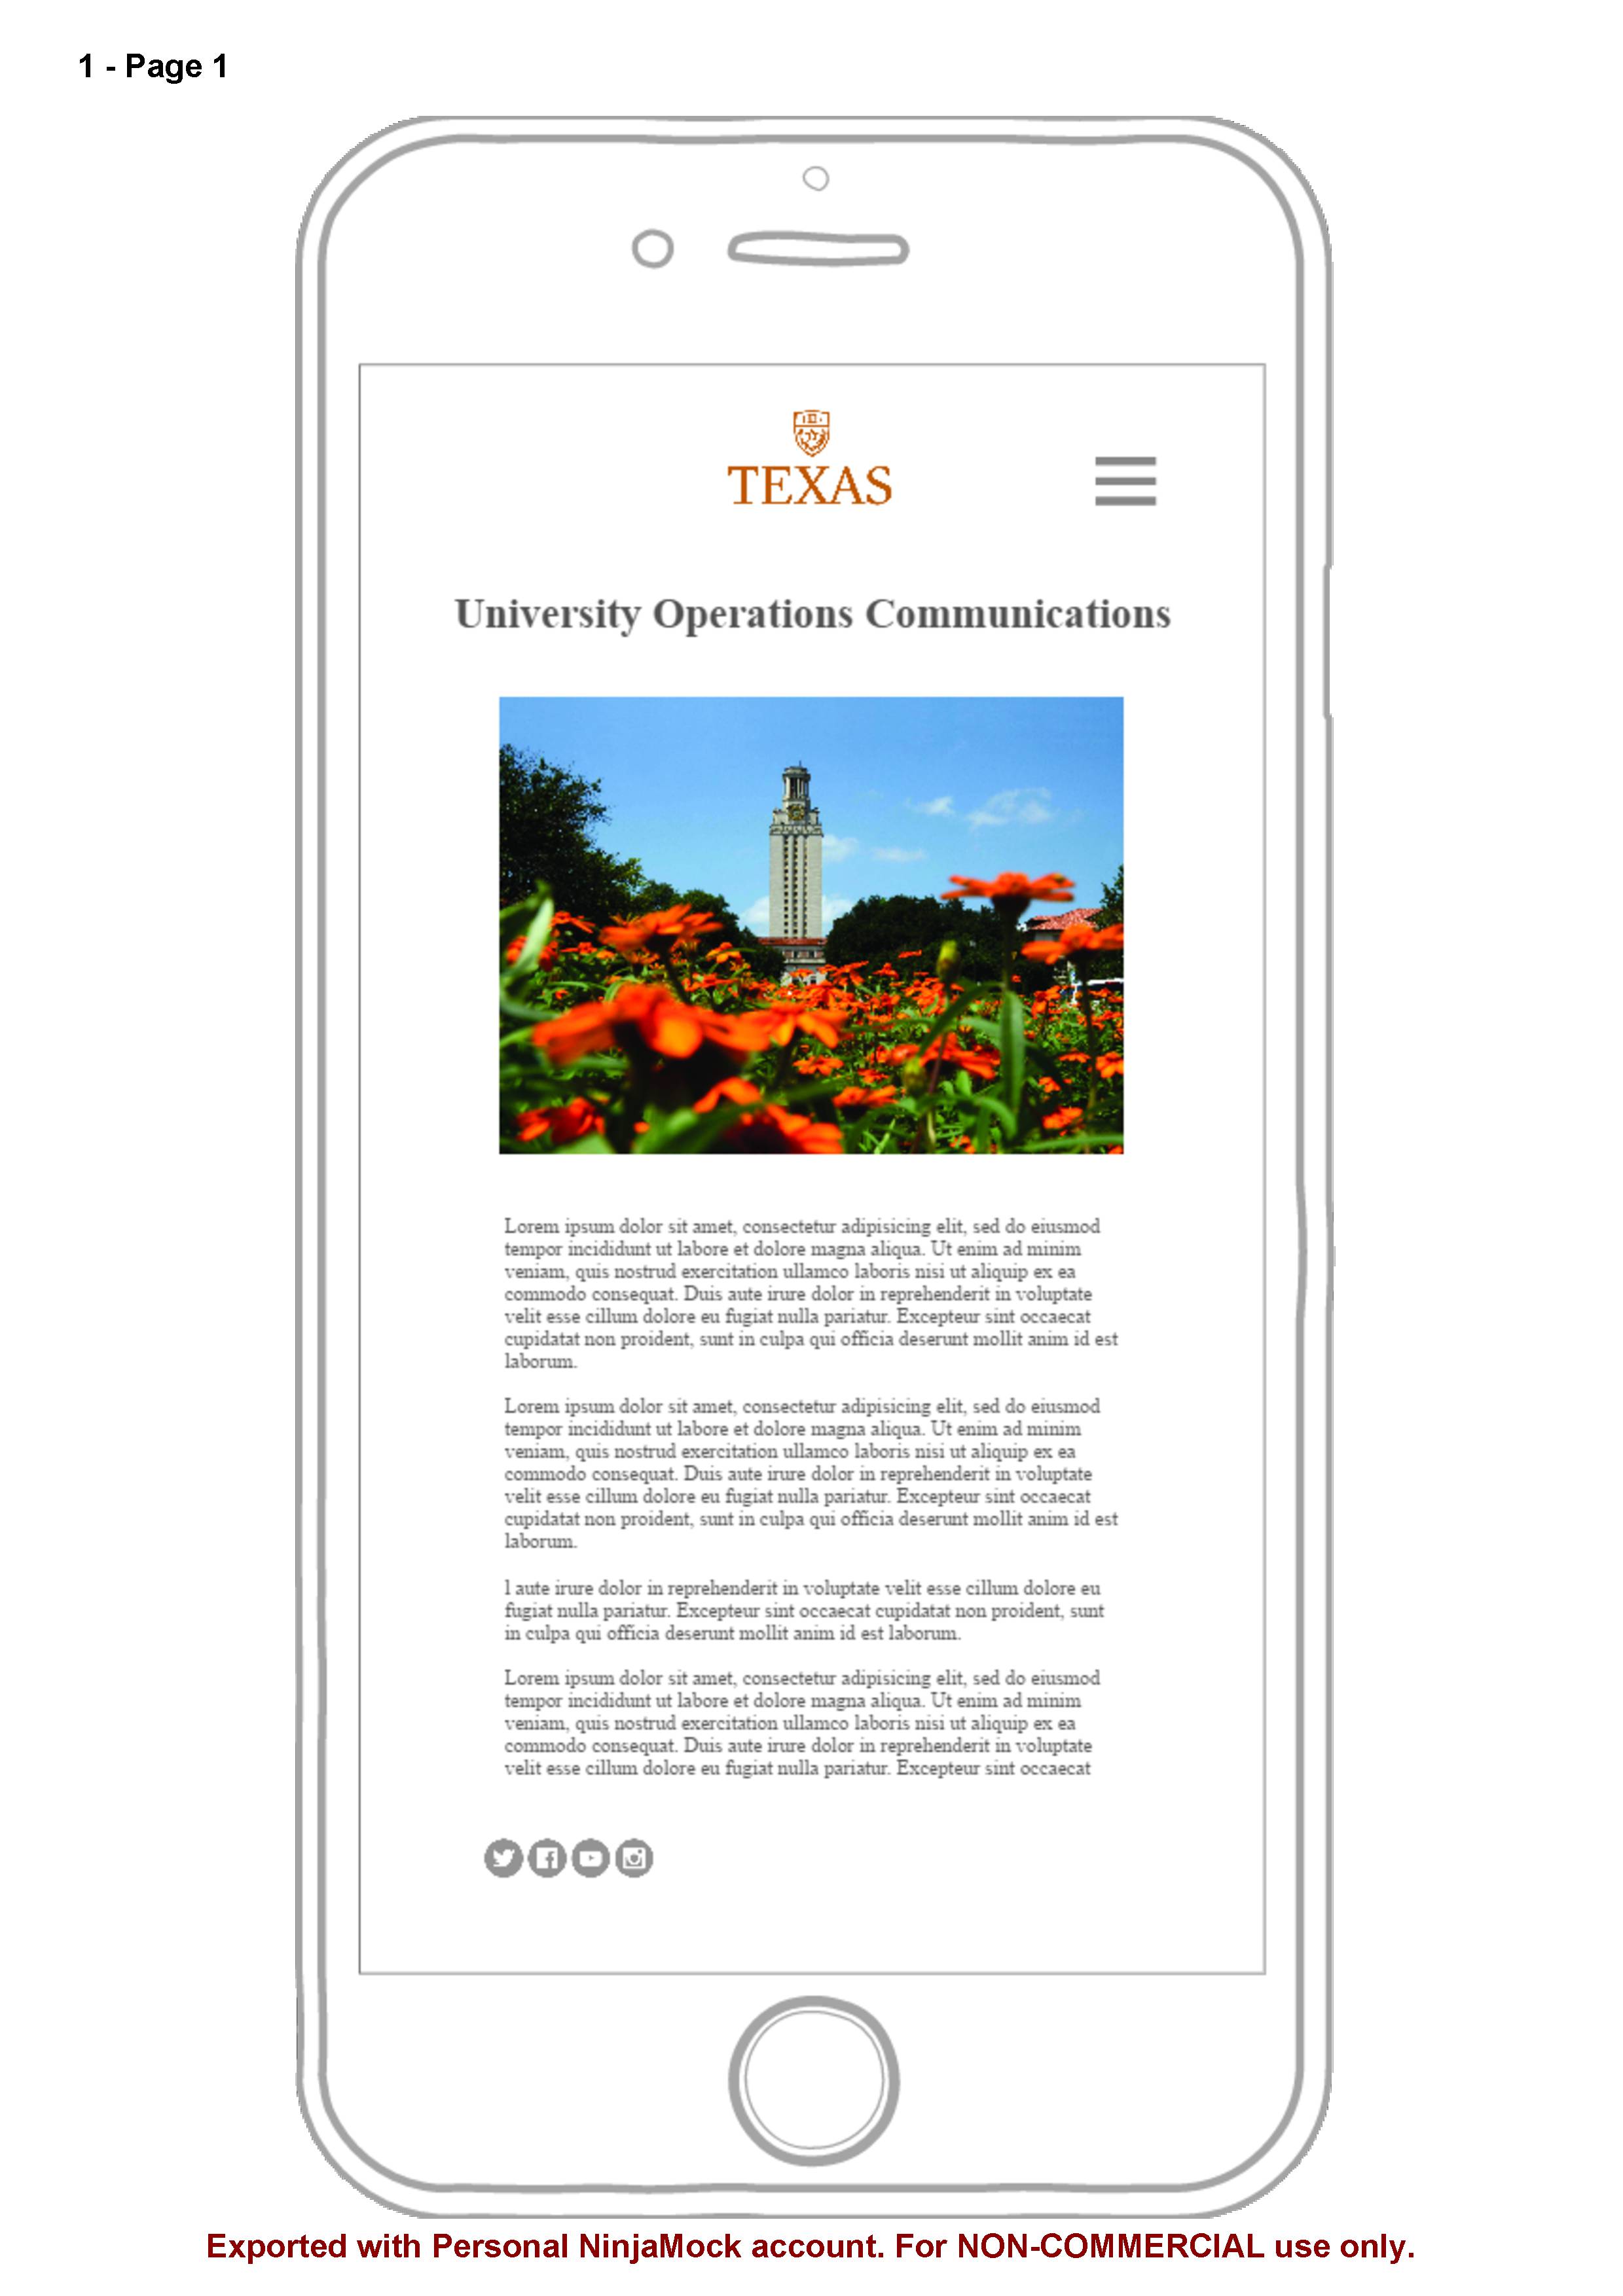 1 - Page 1
TEXAS
University Operations Communications
Lorem ipsum dolor sit amet, consectetur adipisicing elit, sed do eiusmod
tempor incididunt ut labore et dolore magna aliqua. Ut enim ad minim
veniam, quis nostrud exercitation ullamco laboris nisi ut aliquip ex ea
commodo consequat. Duis aute irure dolor in reprehenderit in voluptate
velit esse cillum dolore eu fugiat nulla pariatur. Excepteur sint occaecat
cupidatat non proident, sunt in culpa qui officia deserunt mollit anim id est
laborum.
Lorem ipsum dolor sit amet, consectetur adipisicing elit, sed do eiusmod
tempor incididunt ut labore et dolore magna aliqua. Ut enim ad minim
veniam, quis nostrud exercitation ullamco laboris nisi ut aliquip ex ea
commodo consequat. Duis aute irure dolor in reprehenderit in voluptate
velit esse cillum dolore eu fugiat nulla pariatur. Excepteur sint occaecat
cupidatat non proident, sunt in culpa qui officia deserunt mollit anim id est
laborum.
l aute irure dolor in reprehenderit in voluptate velit esse cillum dolore eu
fugiat nulla pariatur. Excepteur sint occaecat cupidatat non proident, sunt
in culpa qui officia deserunt mollit anim id est laborum.
Lorem ipsum dolor sit amet, consectetur adipisicing elit, sed do eiusmod
tempor incididunt ut labore et dolore magna aliqua. Ut enim ad minim
veniam, quis nostrud exercitation ullamco laboris nisi ut aliquip ex ea
commodo consequat. Duis aute irure dolor in reprehenderit in voluptate
velit esse cillum dolore eu fugiat nulla pariatur. Excepteur sint occaecat
Exported with Personal NinjaMock account. For NON-COMMERCIAL use only.